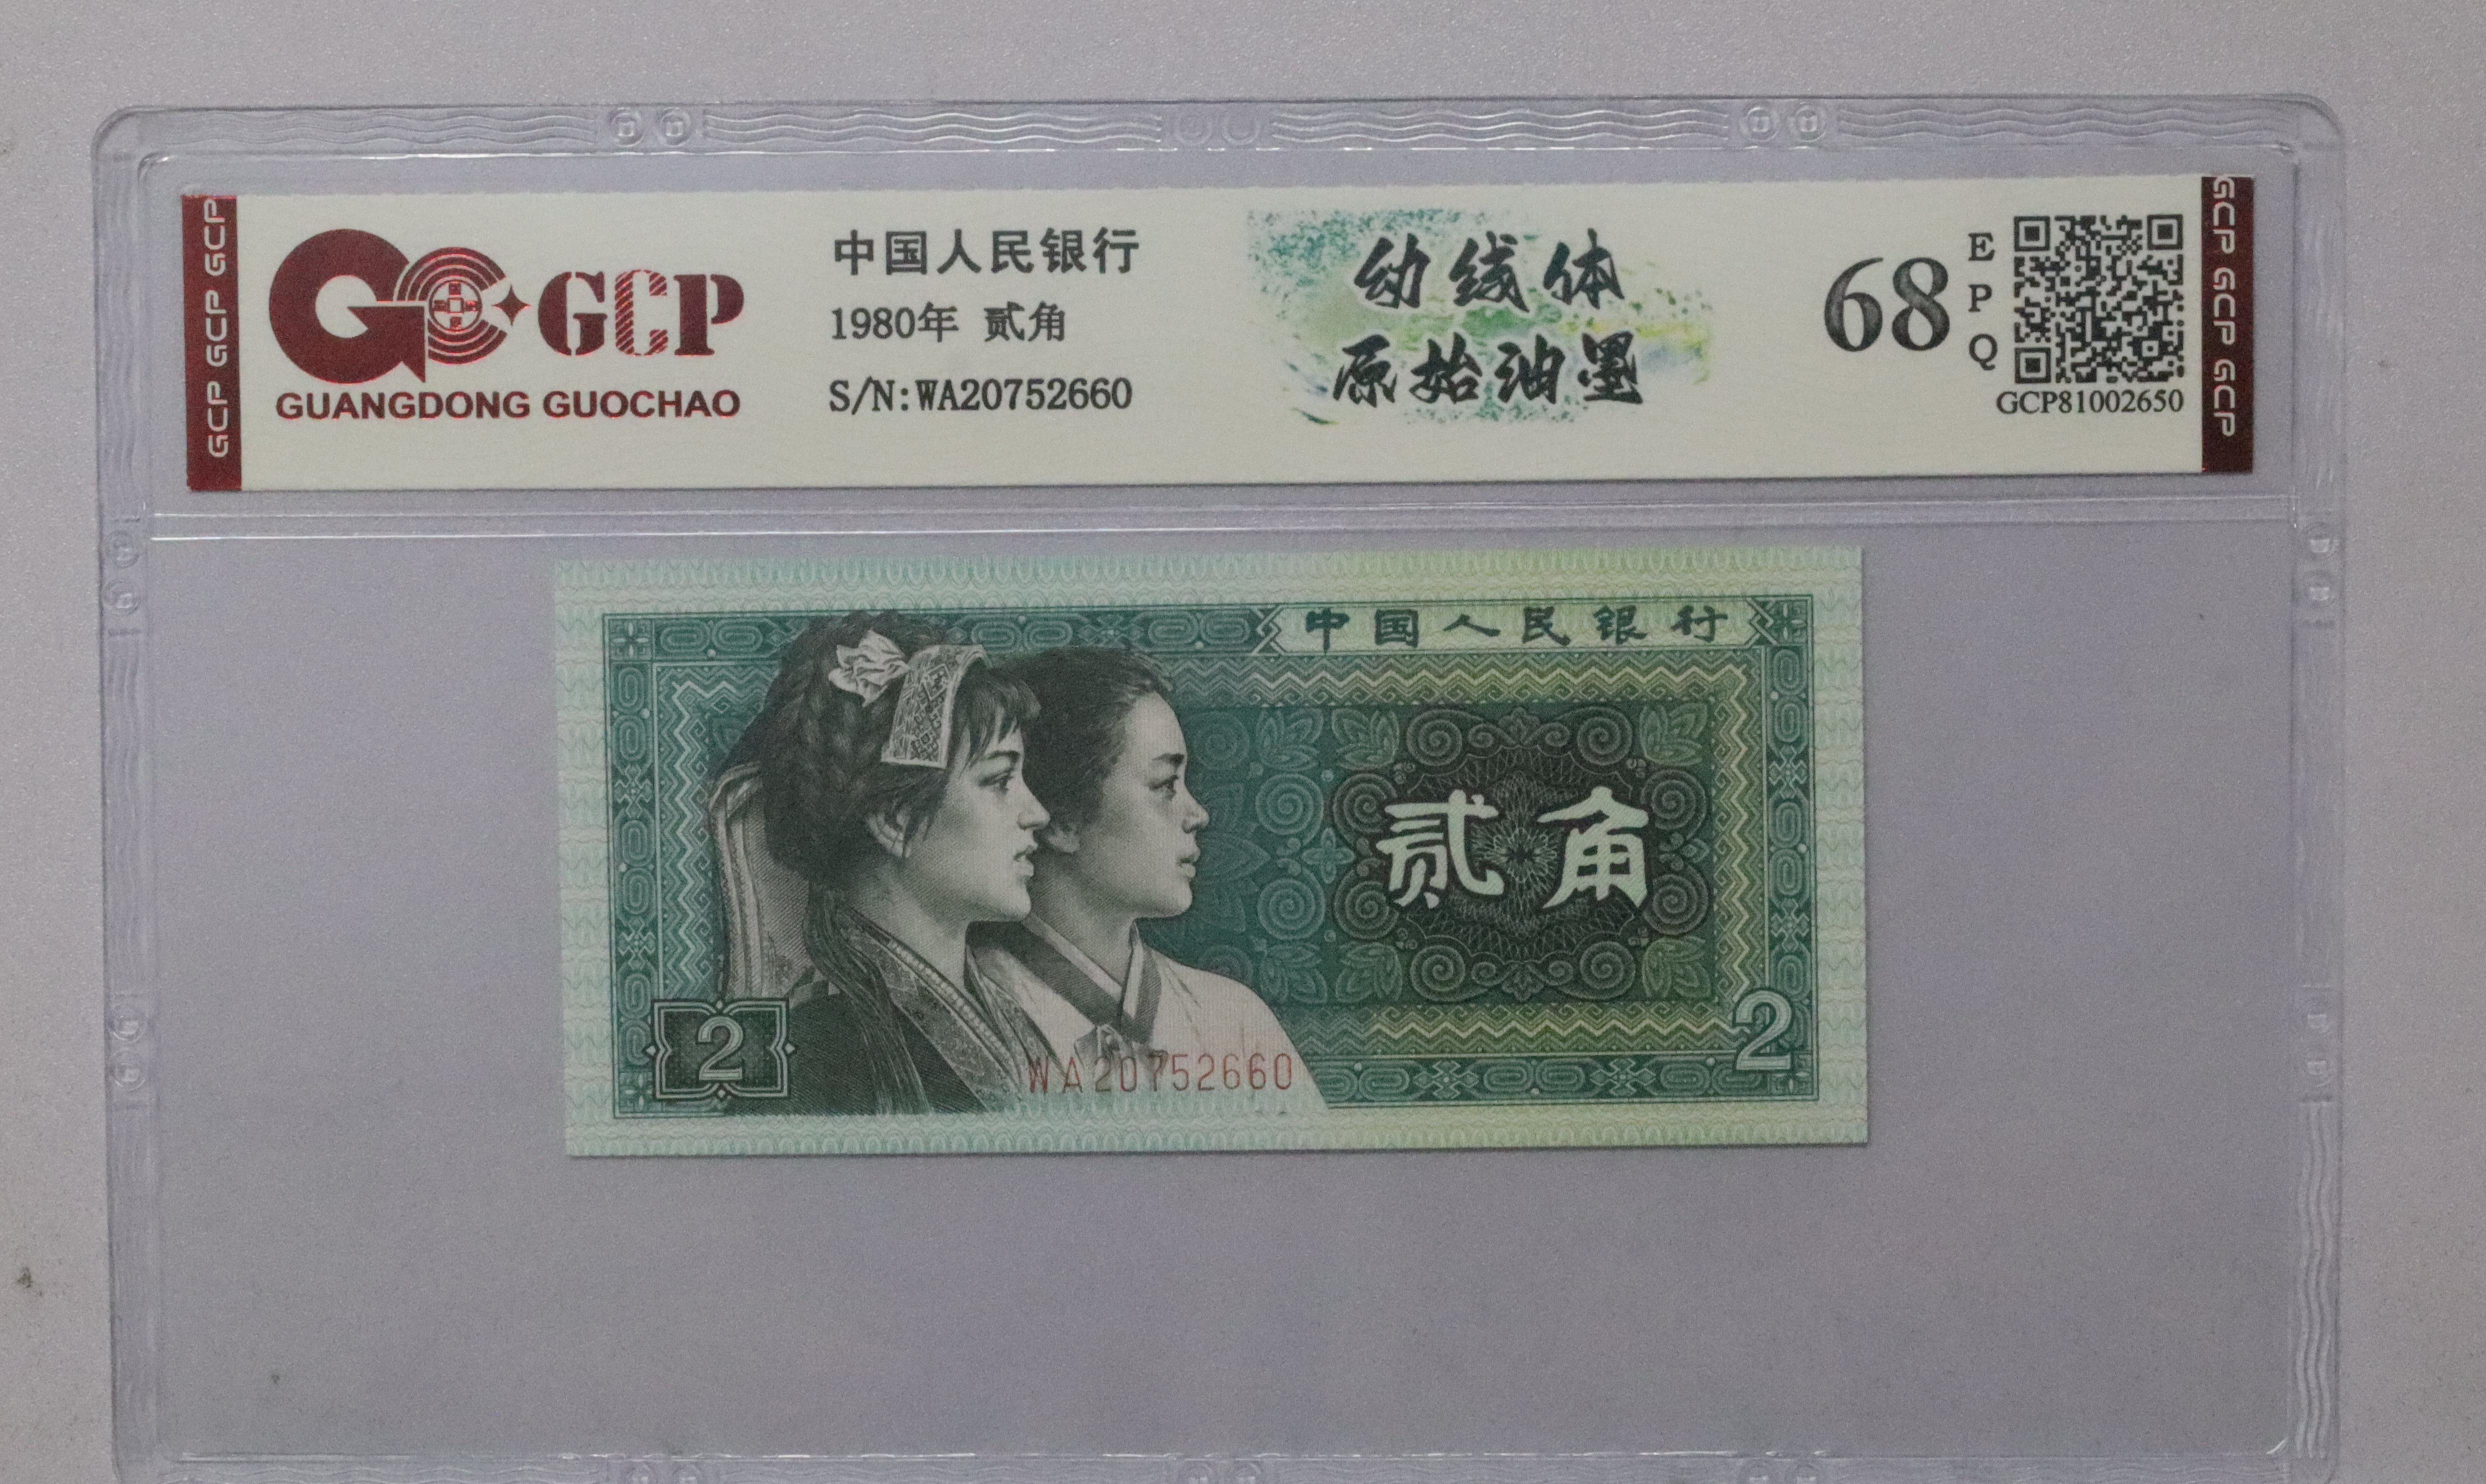 GCP GCP GCP
GCP
GUANGDONG GUOCHAO
中国人民银行
1980年 贰角
S/N:WA20752660
幼线体
原始油墨
68
EPQ
GCP81002650
GCP GCP GCP
中国人民银行
贰角
2
WA20752660
2